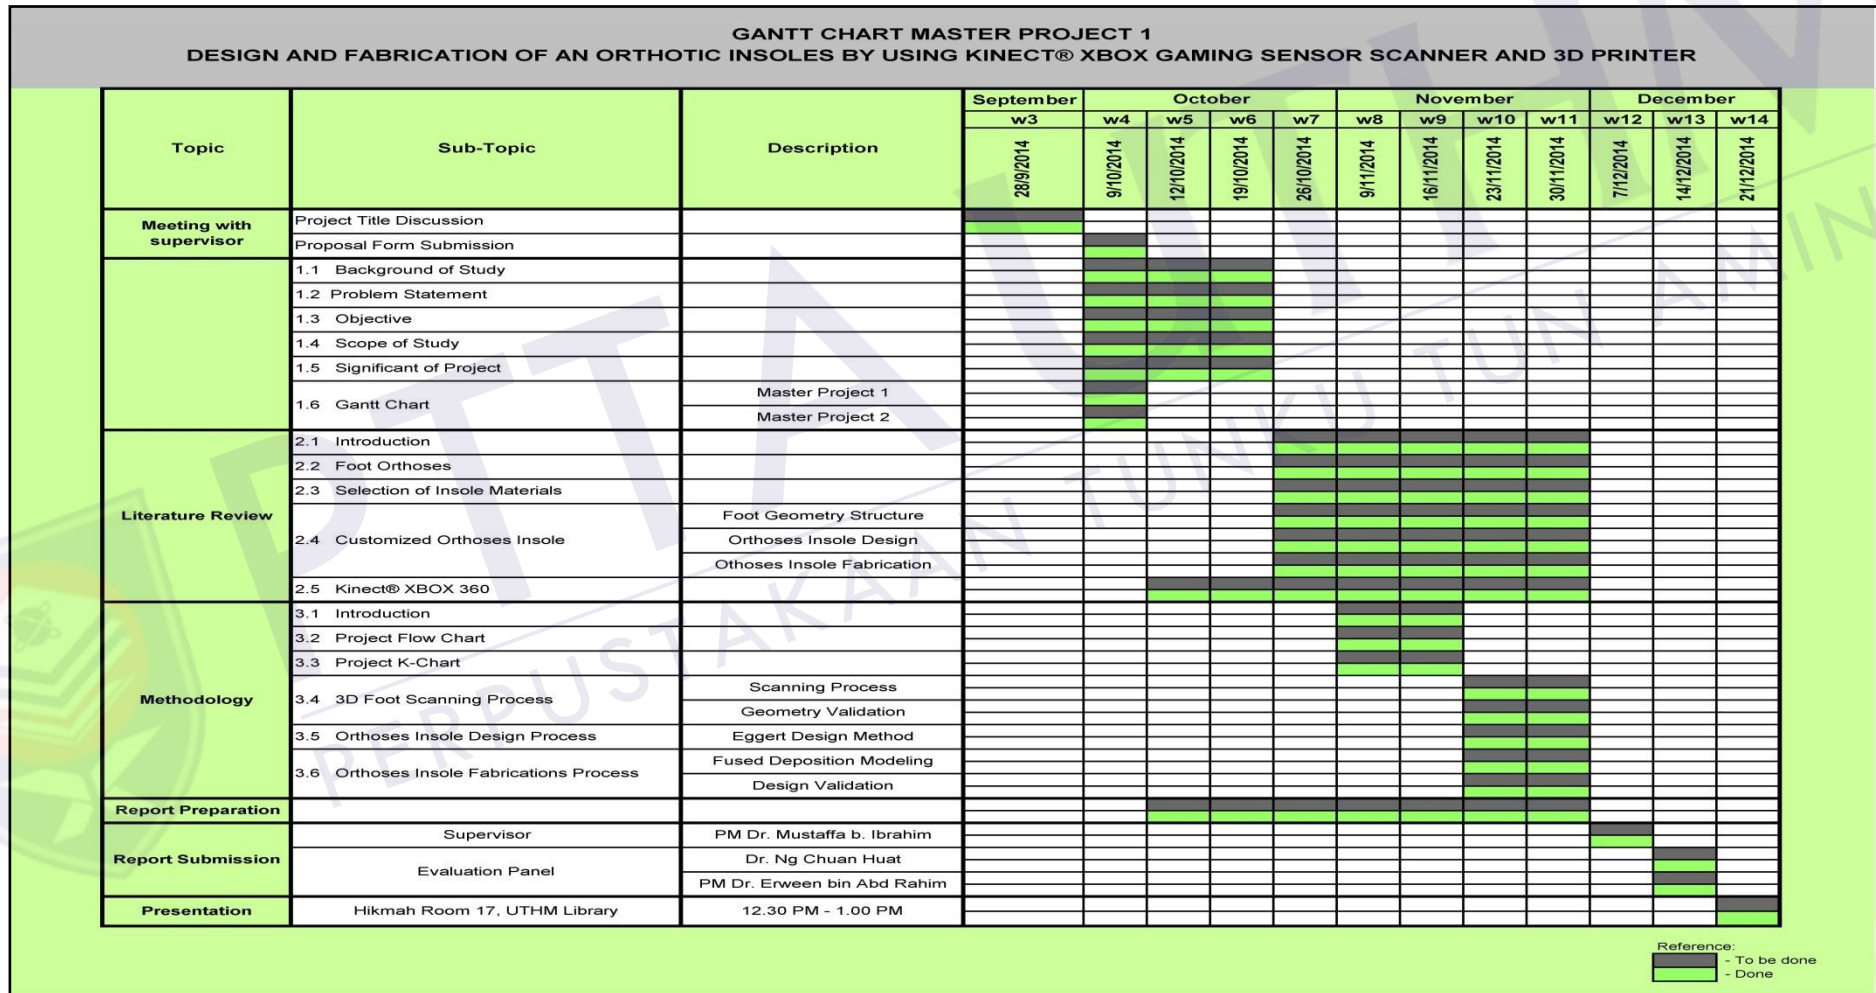 GANTT CHART MASTER PROJECT 1
DESIGN AND FABRICATION OF AN ORTHOTIC INSOLES BY USING KINECT® XBOX GAMING SENSOR SCANNER AND 3D PRINTER
Topic Sub-Topic Description September October November December
w3 w4 w5 w6 w7 w8 w9 w10 w11 w12 w13 w14
28/9/2014 9/10/2014 12/10/2014 19/10/2014 26/10/2014 9/11/2014 16/11/2014 23/11/2014 30/11/2014 7/12/2014 14/12/2014 21/12/2014
Meeting with supervisor
Project Title Discussion
Proposal Form Submission
1.1 Background of Study
1.2 Problem Statement
1.3 Objective
1.4 Scope of Study
1.5 Significant of Project
1.6 Gantt Chart
Master Project 1
Master Project 2
Literature Review
2.1 Introduction
2.2 Foot Orthoses
2.3 Selection of Insole Materials
2.4 Customized Orthoses Insole
Foot Geometry Structure
Orthoses Insole Design
Othoses Insole Fabrication
2.5 Kinect® XBOX 360
Methodology
3.1 Introduction
3.2 Project Flow Chart
3.3 Project K-Chart
3.4 3D Foot Scanning Process
Scanning Process
Geometry Validation
3.5 Orthoses Insole Design Process Eggert Design Method
3.6 Orthoses Insole Fabrications Process
Fused Deposition Modeling
Design Validation
Report Preparation
Report Submission
Supervisor PM Dr. Mustaffa b. Ibrahim
Evaluation Panel
Dr. Ng Chuan Huat
PM Dr. Erween bin Abd Rahim
Presentation Hikmah Room 17, UTHM Library 12.30 PM - 1.00 PM
Reference:
- To be done
- Done
PTTA UTHM
PERPUSTAKAAN TUNKU TUN AMIN